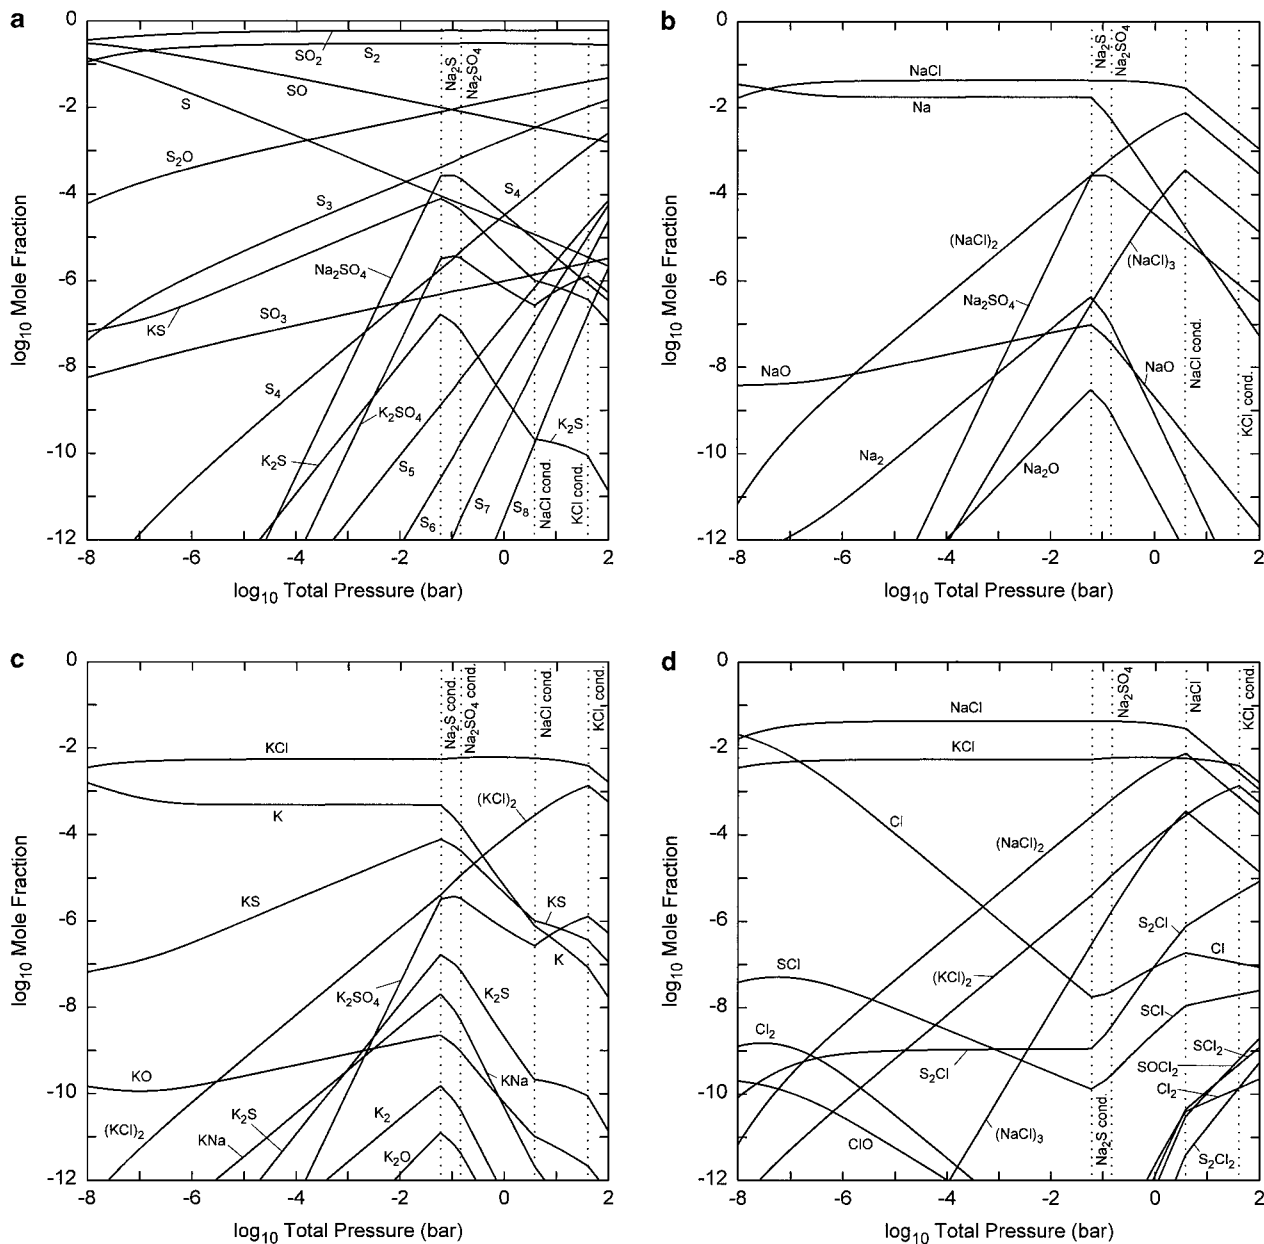 a
0
-2
-4
-6
-8
-10
-12
log10 Mole Fraction
SO2
S2
S
SO
Na2S
Na2SO4
S2O
S3
S4
Na2SO4
KS
SO3
S4
K2SO4
K2S
K2S
S5
S6
S7
S8
NaCl cond.
KCl cond.
-8
-6
-4
-2
0
2
log10 Total Pressure (bar)
b
0
-2
-4
-6
-8
-10
-12
log10 Mole Fraction
NaCl
Na
Na2S
Na2SO4
(NaCl)2
(NaCl)3
Na2SO4
NaO
NaO
Na2
Na2O
NaCl cond.
KCl cond.
-8
-6
-4
-2
0
2
log10 Total Pressure (bar)
c
0
-2
-4
-6
-8
-10
-12
log10 Mole Fraction
Na2S cond.
Na2SO4 cond.
NaCl cond.
KCl cond.
KCl
K
(KCl)2
KS
KS
K
K2SO4
K2S
KO
KNa
K2S
K2
(KCl)2
KNa
K2O
-8
-6
-4
-2
0
2
log10 Total Pressure (bar)
d
0
-2
-4
-6
-8
-10
-12
log10 Mole Fraction
Na2SO4
NaCl
KCl cond.
NaCl
KCl
Cl
(NaCl)2
S2Cl
Cl
SCl
(KCl)2
SCl
Cl2
SCl2
SOCl2
Cl2
S2Cl
ClO
(NaCl)3
Na2S cond.
S2Cl2
-8
-6
-4
-2
0
2
log10 Total Pressure (bar)